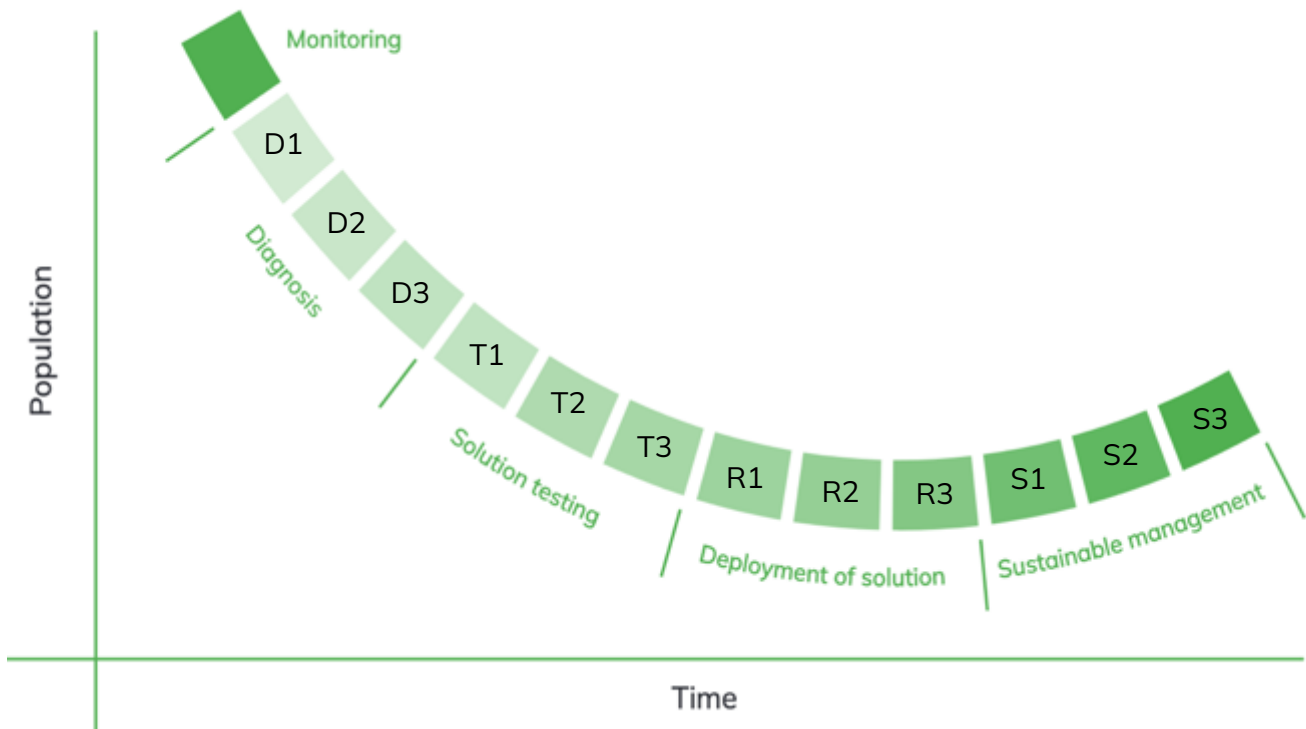 Monitoring
D1
D2
D3
Diagnosis
T1
T2
T3
Solution testing
R1
R2
R3
Deployment of solution
S1
S2
S3
Sustainable management
Population
Time